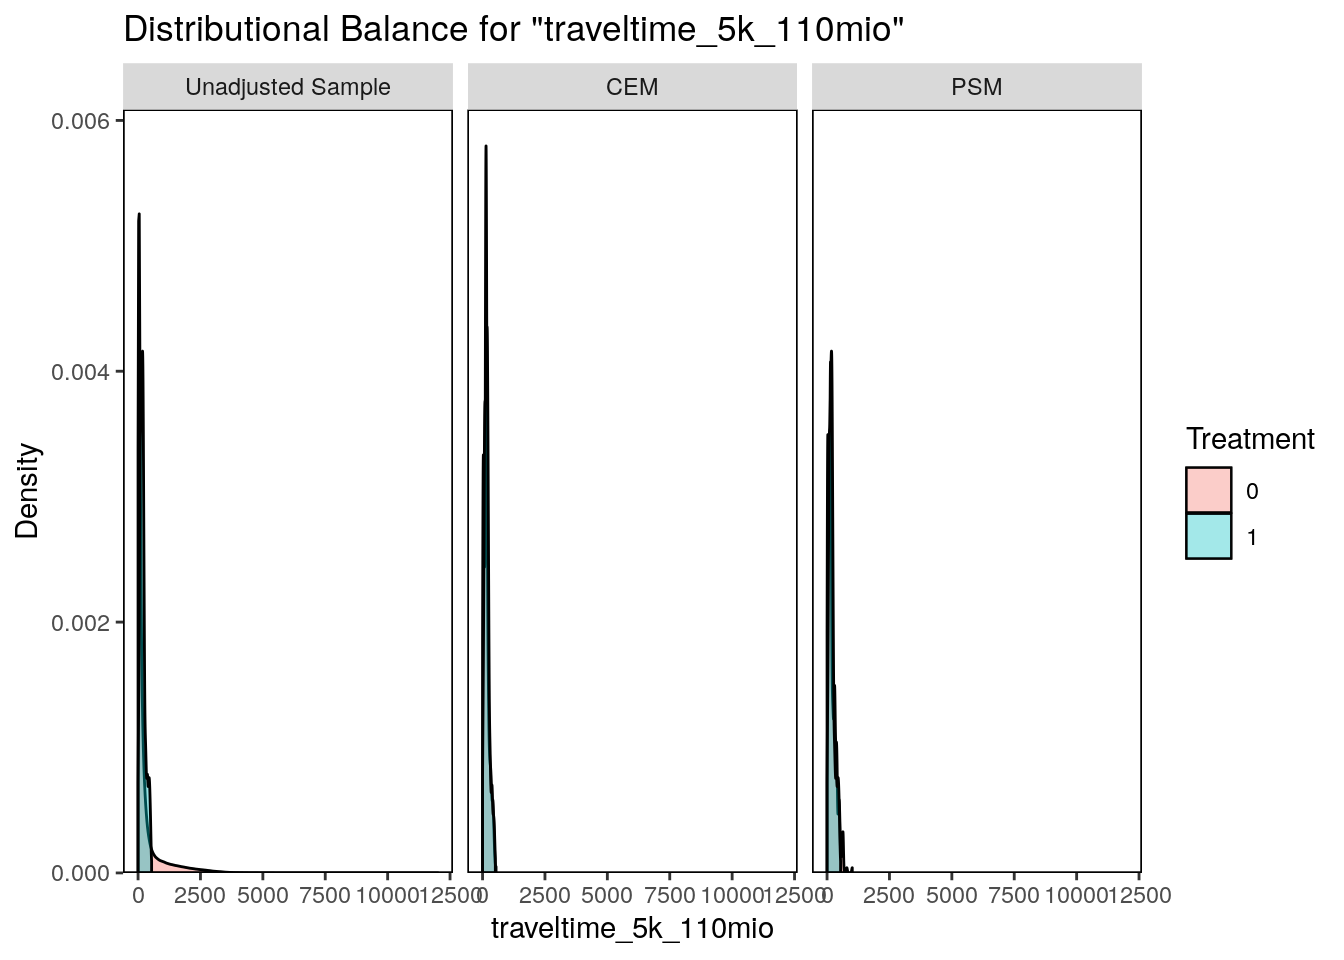 Distributional Balance for "traveltime_5k_110mio"
Unadjusted Sample CEM PSM
0.006
0.004
0.002
0.000
Density
0 2500 5000 7500 10000 12500 0 2500 5000 7500 10000 12500 0 2500 5000 7500 10000 12500
traveltime_5k_110mio
Treatment
0
1